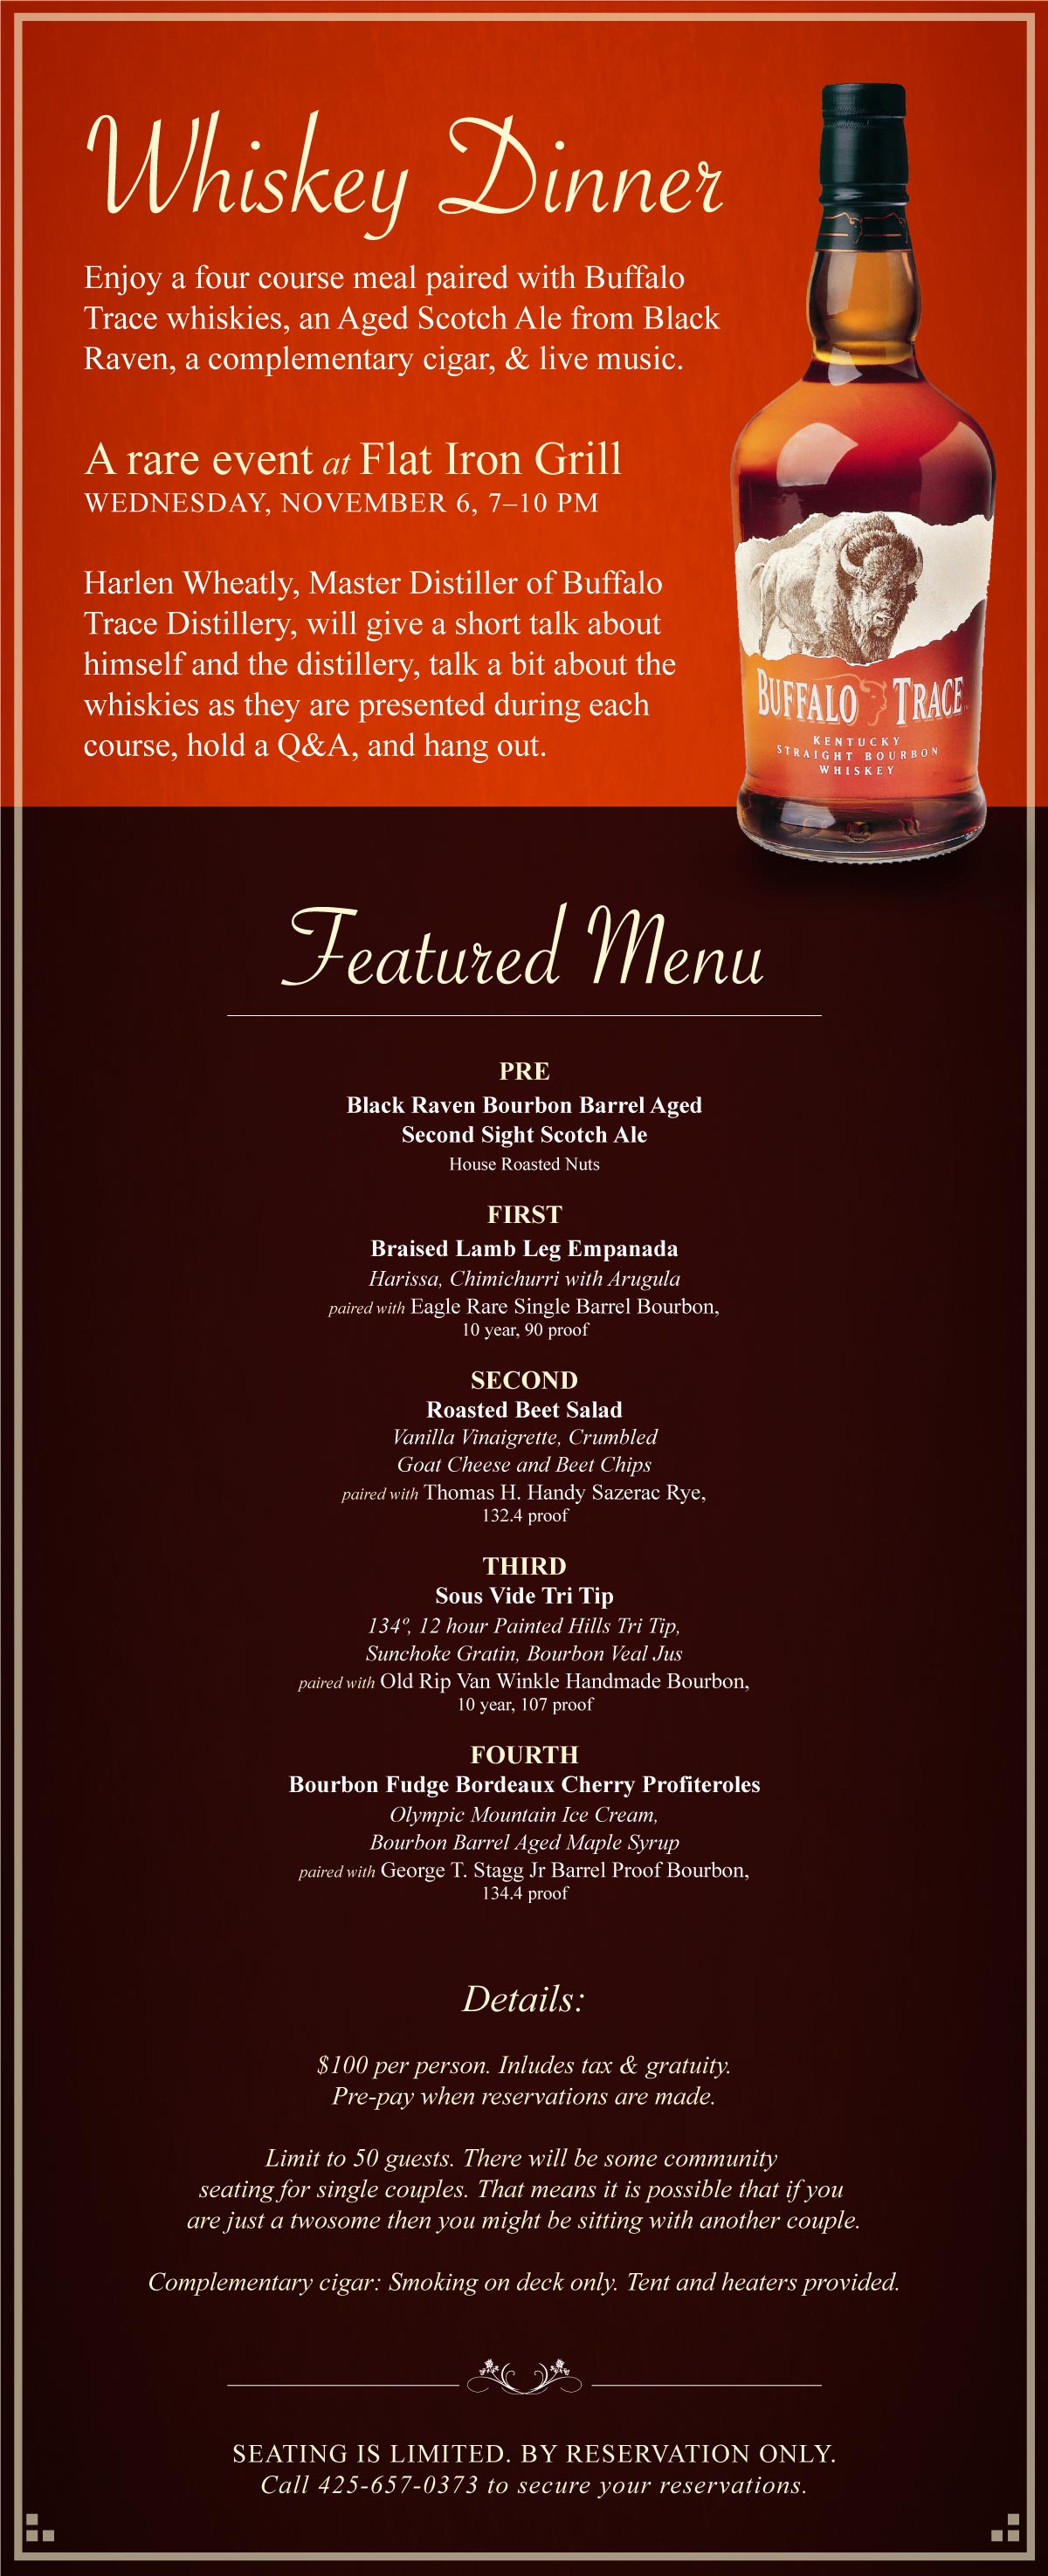 Whiskey Dinner
Enjoy a four course meal paired with Buffalo
Trace whiskies, an Aged Scotch Ale from Black
Raven, a complementary cigar, & live music.
A rare event at Flat Iron Grill
WEDNESDAY, NOVEMBER 6, 7–10 PM
Harlen Wheatly, Master Distiller of Buffalo
Trace Distillery, will give a short talk about
himself and the distillery, talk a bit about the
whiskies as they are presented during each
course, hold a Q&A, and hang out.
BUFFALO TRACE
KENTUCKY
STRAIGHT BOURBON
WHISKEY
Featured Menu
PRE
Black Raven Bourbon Barrel Aged
Second Sight Scotch Ale
House Roasted Nuts
FIRST
Braised Lamb Leg Empanada
Harissa, Chimichurri with Arugula
paired with Eagle Rare Single Barrel Bourbon,
10 year, 90 proof
SECOND
Roasted Beet Salad
Vanilla Vinaigrette, Crumbled
Goat Cheese and Beet Chips
paired with Thomas H. Handy Sazerac Rye,
132.4 proof
THIRD
Sous Vide Tri Tip
134º, 12 hour Painted Hills Tri Tip,
Sunchoke Gratin, Bourbon Veal Jus
paired with Old Rip Van Winkle Handmade Bourbon,
10 year, 107 proof
FOURTH
Bourbon Fudge Bordeaux Cherry Profiteroles
Olympic Mountain Ice Cream,
Bourbon Barrel Aged Maple Syrup
paired with George T. Stagg Jr Barrel Proof Bourbon,
134.4 proof
Details:
$100 per person. Inludes tax & gratuity.
Pre-pay when reservations are made.
Limit to 50 guests. There will be some community
seating for single couples. That means it is possible that if you
are just a twosome then you might be sitting with another couple.
Complementary cigar: Smoking on deck only. Tent and heaters provided.
SEATING IS LIMITED. BY RESERVATION ONLY.
Call 425-657-0373 to secure your reservations.